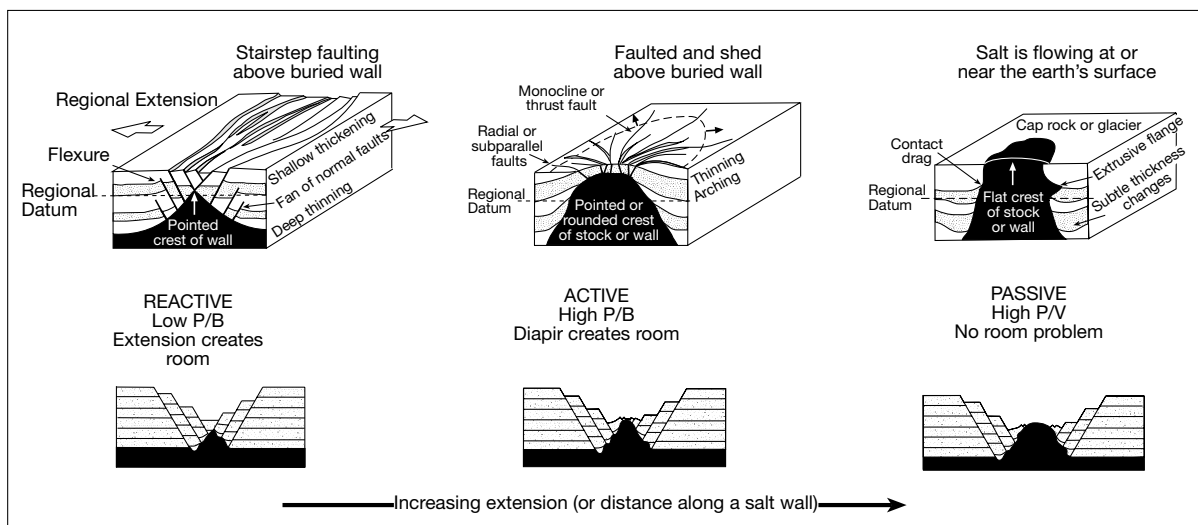 Stairstep faulting
above buried wall
Regional Extension
Flexure
Regional
Datum
Pointed
crest of wall
Shallow thickening
Fan of normal faults
Deep thinning
REACTIVE
Low P/B
Extension creates
room
Faulted and shed
above buried wall
Monocline or
thrust fault
Radial or
subparallel
faults
Regional
Datum
Pointed or
rounded crest
of stock or wall
Thinning
Arching
ACTIVE
High P/B
Diapir creates room
Salt is flowing at or
near the earth's surface
Cap rock or glacier
Contact
drag
Regional
Datum
Flat crest
of stock
or wall
Extrusive flange
Subtle thickness
changes
PASSIVE
High P/V
No room problem
Increasing extension (or distance along a salt wall)